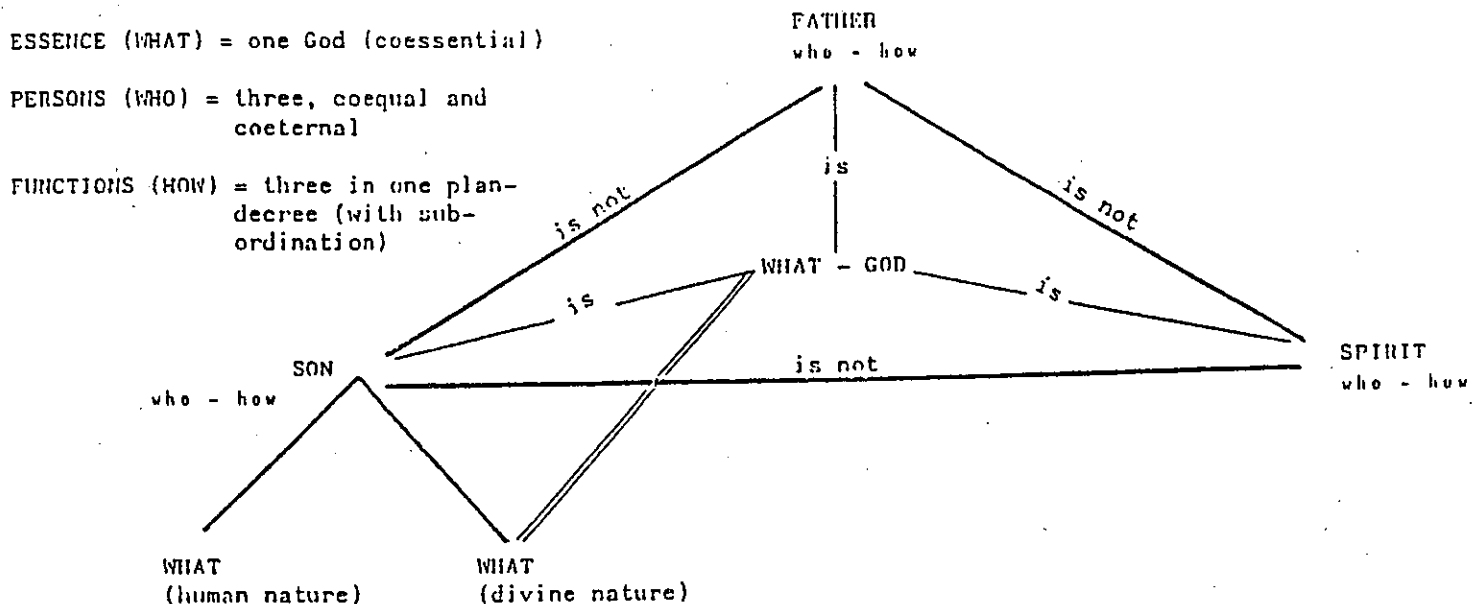 ESSENCE (WHAT) = one God (coessential)
PERSONS (WHO) = three, coequal and
coeternal
FUNCTIONS (HOW) = three in one plan-
decree (with sub-
ordination)
FATHER
who - how
is
is not
is not
WHAT - GOD
is
is
SON
who - how
is not
SPIRIT
who - how
WHAT
(human nature)
WHAT
(divine nature)